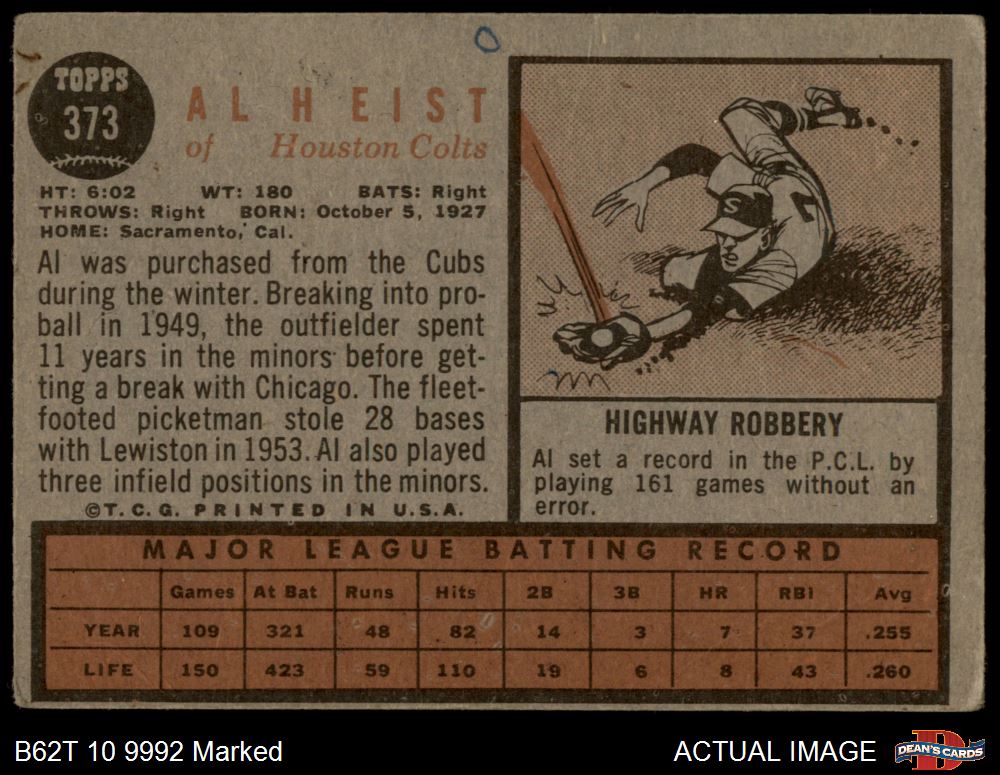 TOPPS
373
AL HEIST
of Houston Colts
HT: 6:02 WT: 180 BATS: Right
THROWS: Right BORN: October 5, 1927
HOME: Sacramento, Cal.
Al was purchased from the Cubs
during the winter. Breaking into pro-
ball in 1949, the outfielder spent
11 years in the minors before get-
ting a break with Chicago. The fleet-
footed picketman stole 28 bases
with Lewiston in 1953. Al also played
three infield positions in the minors.
©T.C.G. PRINTED IN U.S.A.
S
HIGHWAY ROBBERY
Al set a record in the P.C.L. by
playing 161 games without an
error.
MAJOR LEAGUE BATTING RECORD
Games At Bat Runs Hits 2B 3B HR RBI Avg
YEAR 109 321 48 82 14 3 7 37 .255
LIFE 150 423 59 110 19 6 8 43 .260
B62T 10 9992 Marked
ACTUAL IMAGE
D
DEAN'S CARDS